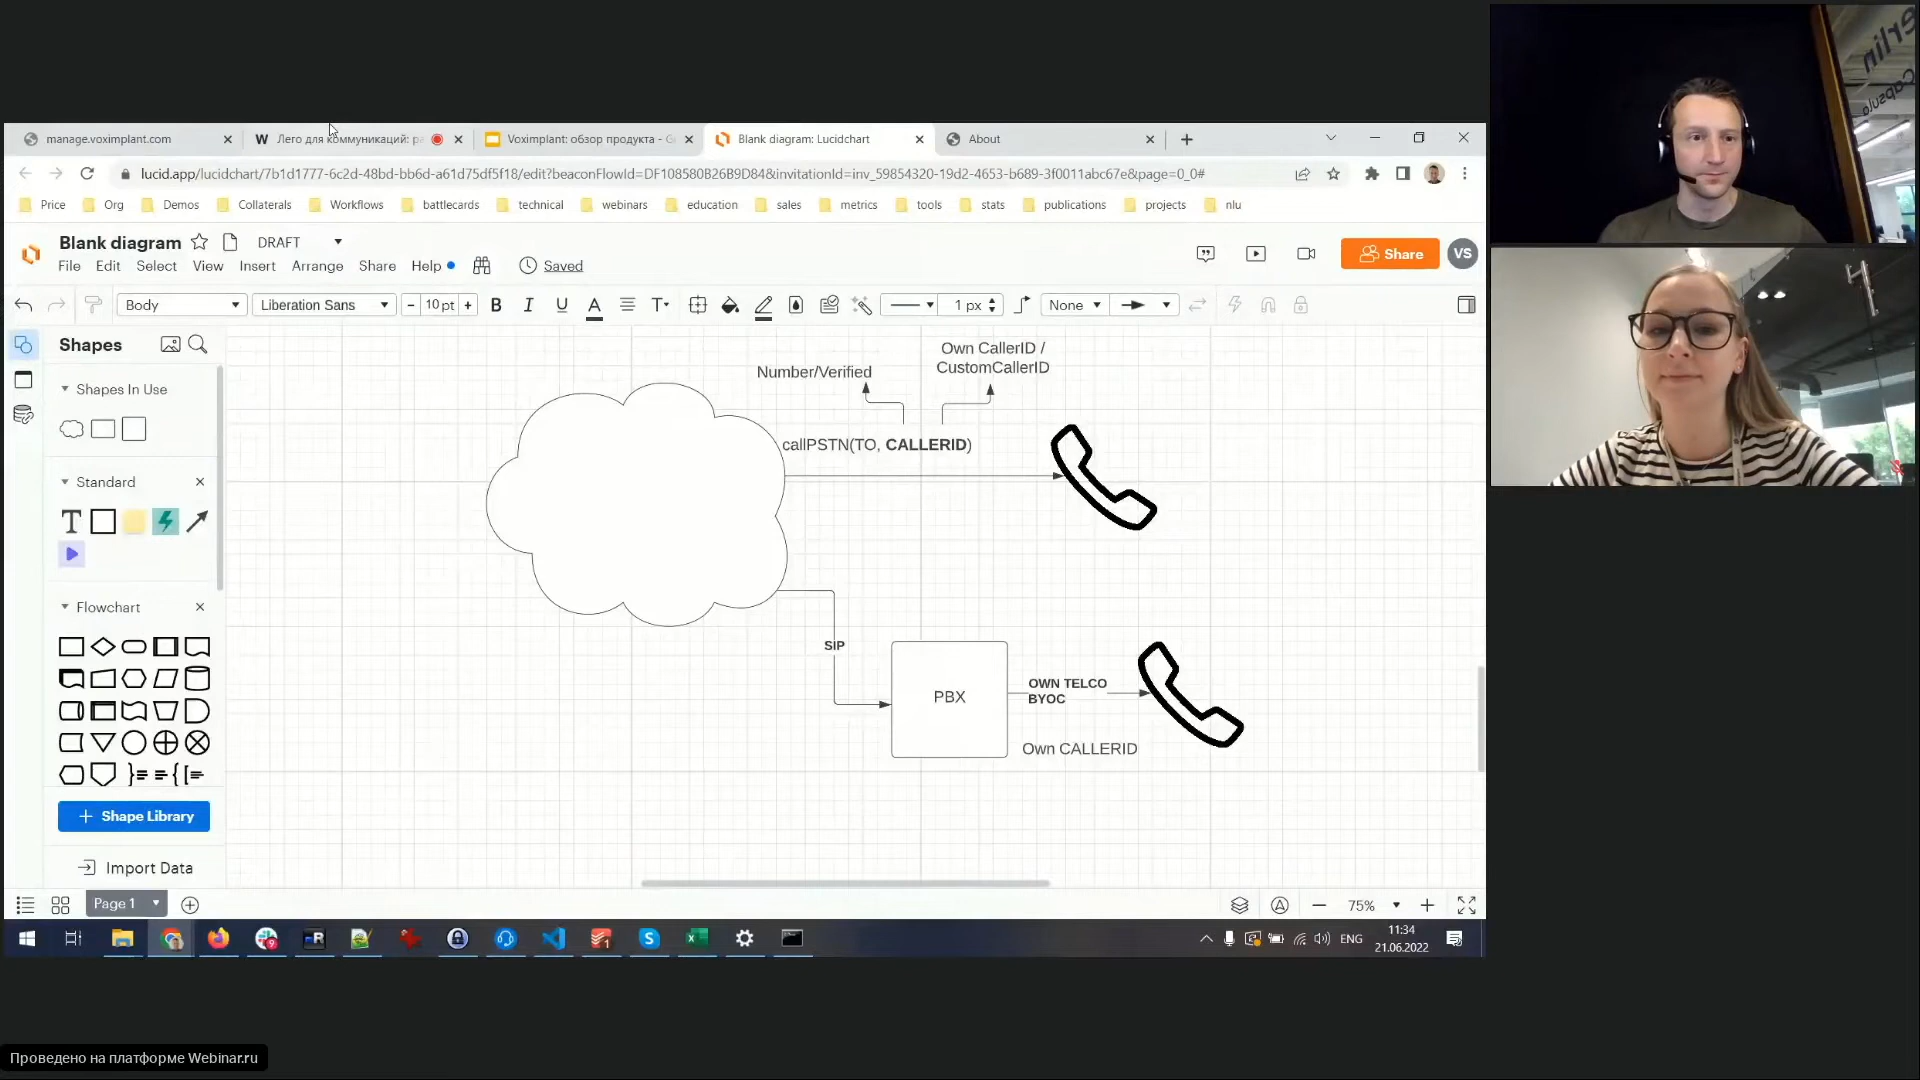 manage.voximplant.com
W
Лего для коммуникаций: ра
Voximplant: обзор продукта - G
Blank diagram: Lucidchart
About
lucid.app/lucidchart/7b1d1777-6c2d-48bd-bb6d-a61d75df5f18/edit?beaconFlowId=DF108580B26B9D84&invitationId=inv_59854320-19d2-4653-b689-3f0011abc67e&page=0_0#
Price Org Demos Collaterals Workflows battlecards technical webinars education sales metrics tools stats publications projects nlu
Blank diagram DRAFT
File Edit Select View Insert Arrange Share Help Saved
Share VS
Body Liberation Sans - 10 pt + B I U A T 1 px None
Shapes
Shapes In Use
Standard
T
Flowchart
+ Shape Library
Import Data
Number/Verified
Own CallerID /
CustomCallerID
callPSTN(TO, CALLERID)
SIP
PBX
OWN TELCO
BYOC
Own CALLERID
Page 1
75%
ENG
11:34
21.06.2022
erlin
Capsula
Проведено на платформе Webinar.ru